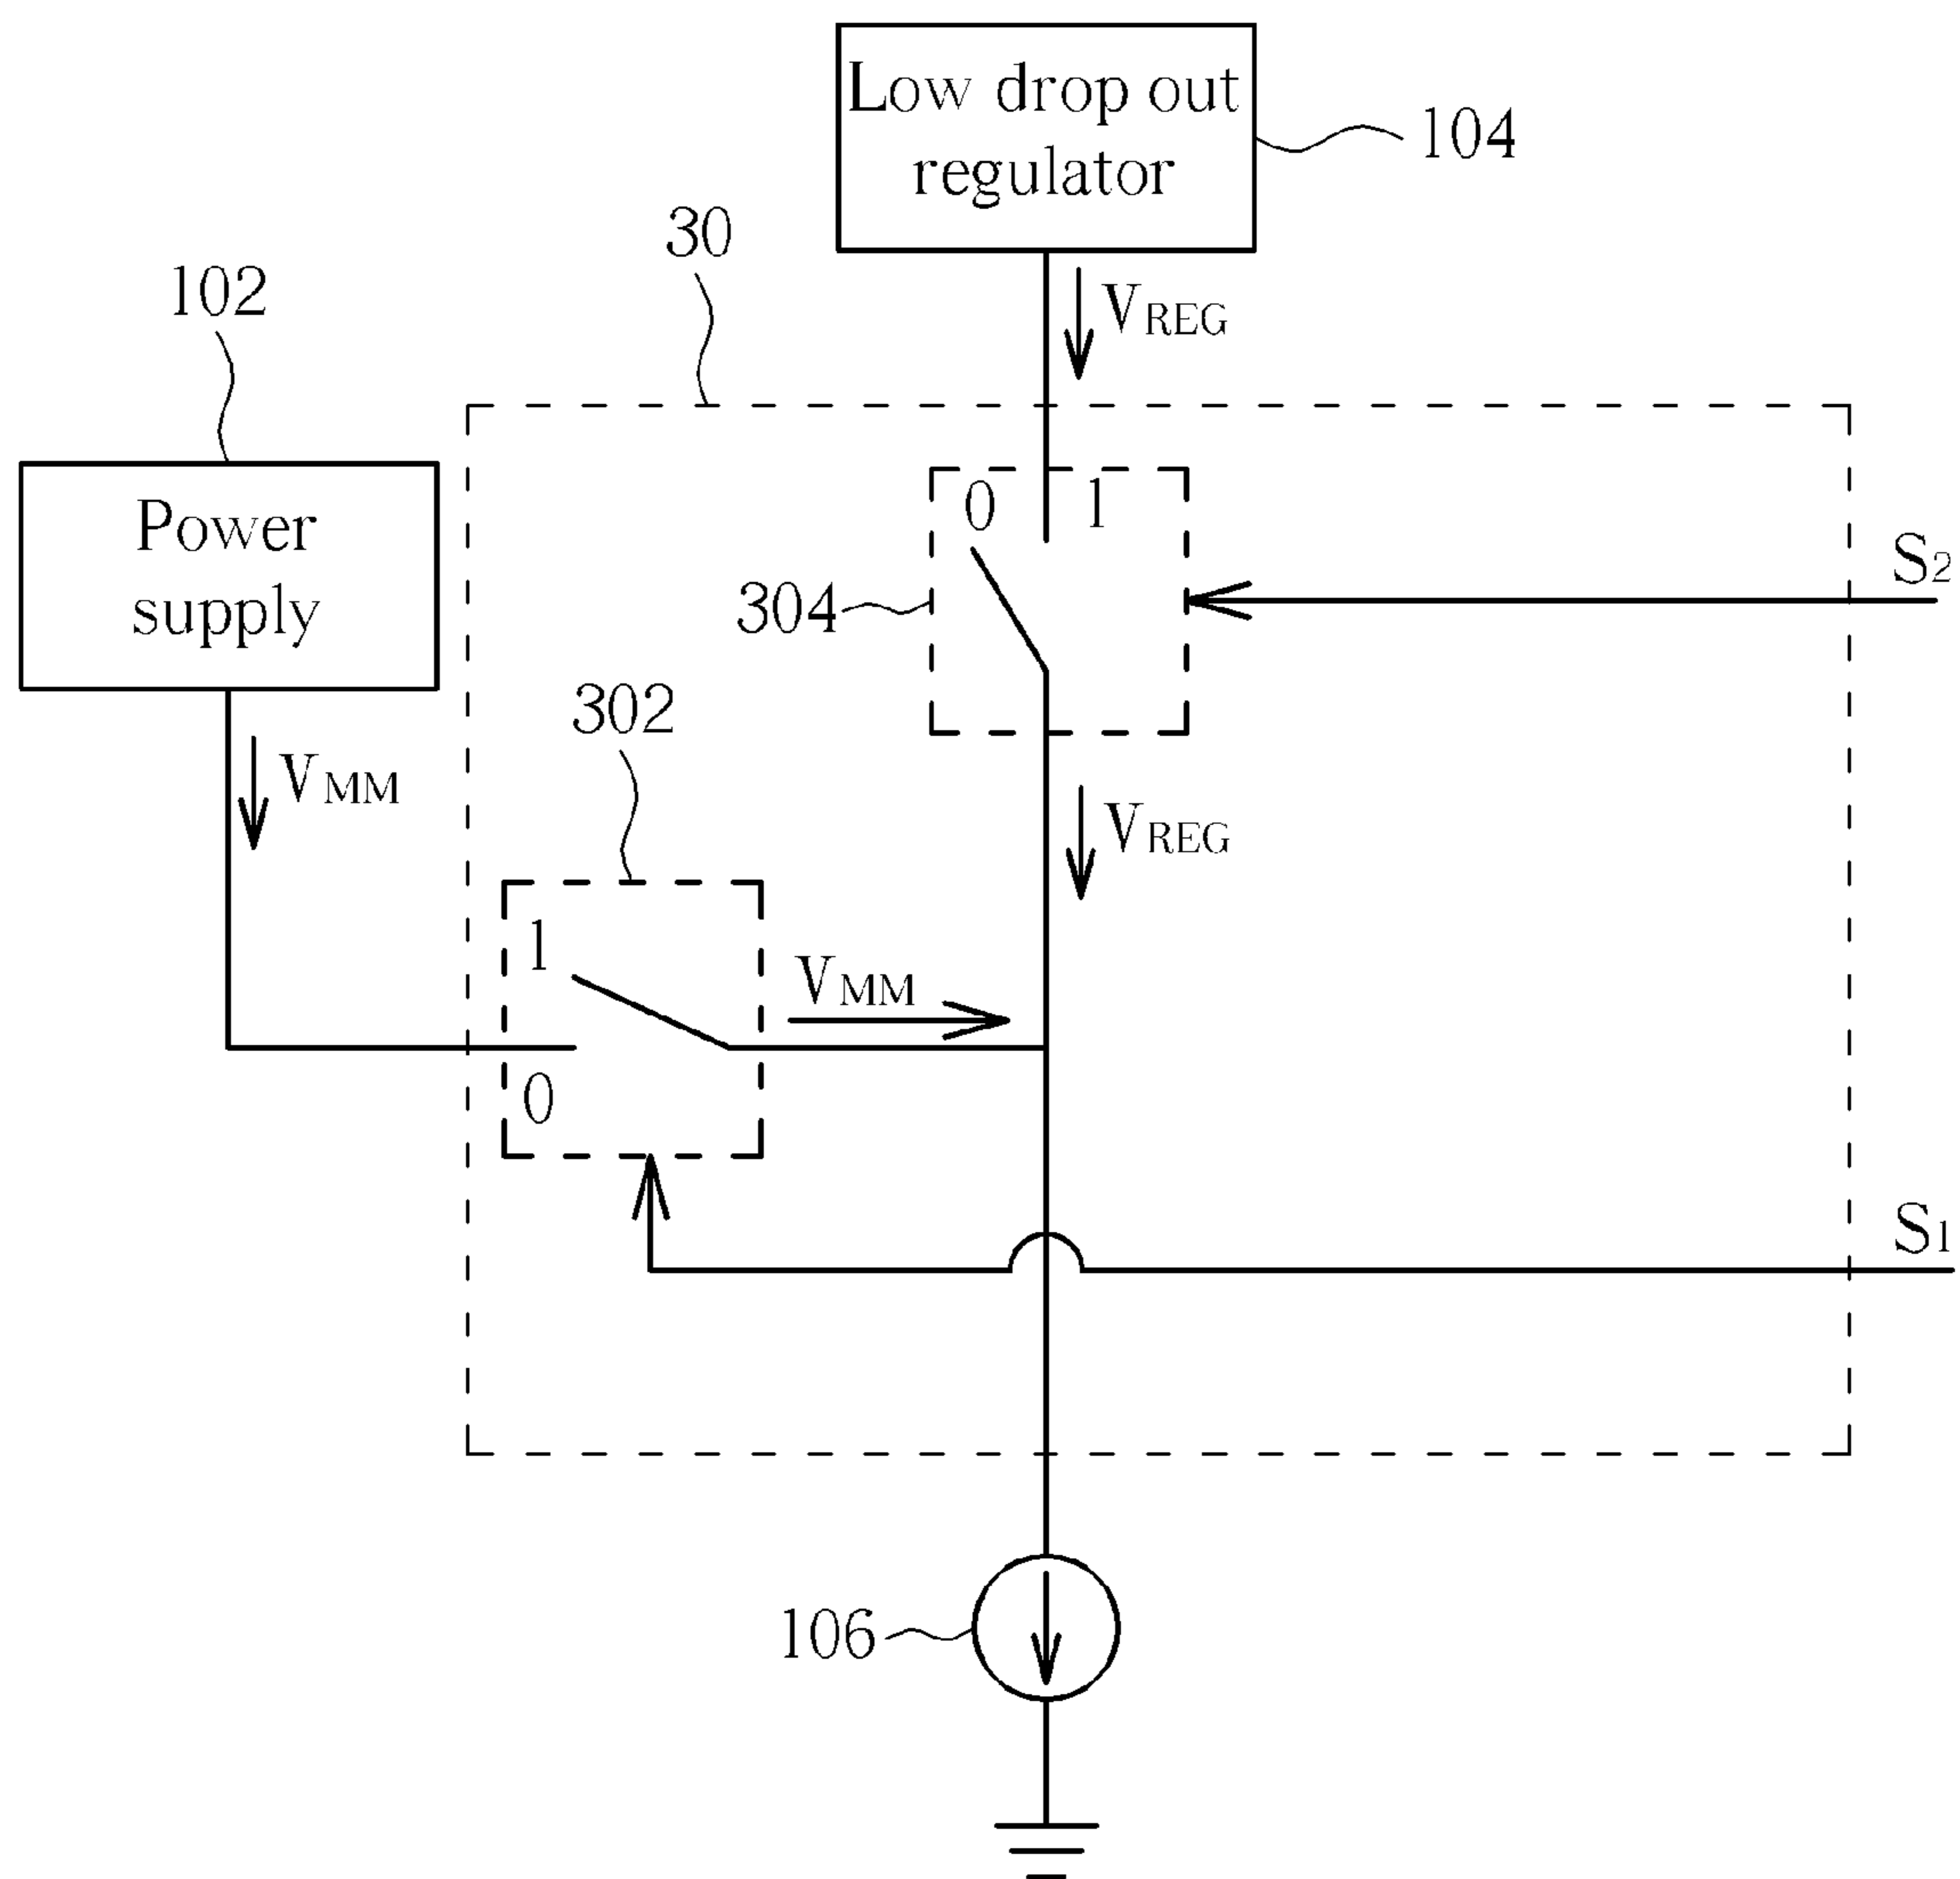 Low drop out
regulator
104
30
102
VREG
Power
supply
0 1
S2
304
302
VMM
VREG
1
VMM
0
S1
106